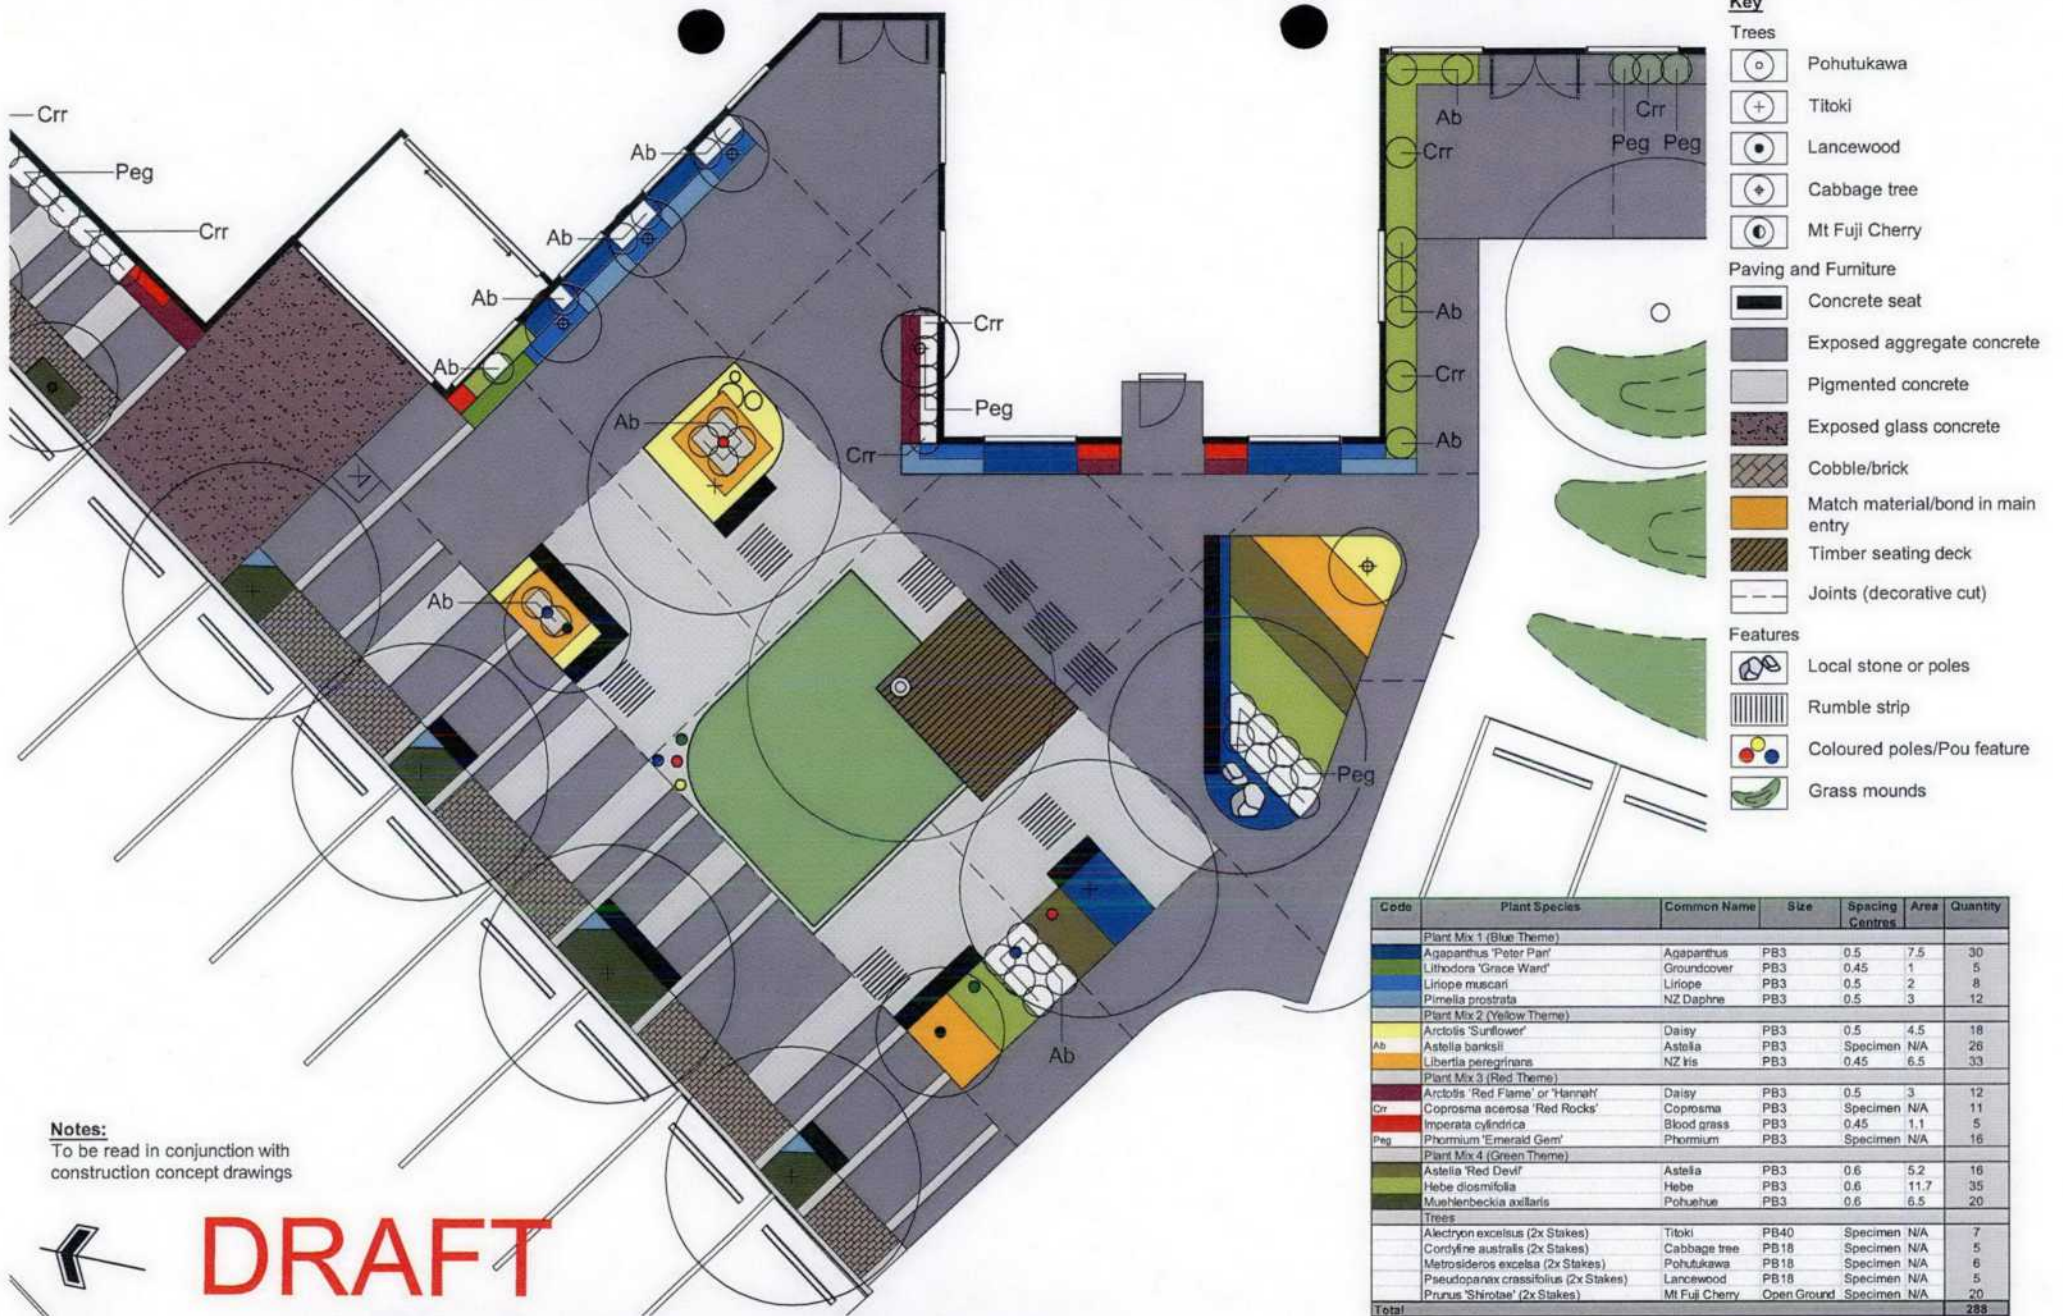 Crr
Peg
Crr
Ab
Ab
Ab
Ab
Ab
Ab
Crr
Peg
Crr
Ab
Crr
Peg
Peg
Crr
Ab
Crr
Ab
Peg
Ab
Key
Trees
Pohutukawa
Titoki
Lancewood
Cabbage tree
Mt Fuji Cherry
Paving and Furniture
Concrete seat
Exposed aggregate concrete
Pigmented concrete
Exposed glass concrete
Cobble/brick
Match material/bond in main
entry
Timber seating deck
Joints (decorative cut)
Features
Local stone or poles
Rumble strip
Coloured poles/Pou feature
Grass mounds
Code Plant Species Common Name Size Spacing Centres Area Quantity
Plant Mix 1 (Blue Theme)
Agapanthus 'Peter Pan' Agapanthus PB3 0.5 7.5 30
Lithodora 'Grace Ward' Groundcover PB3 0.45 1 5
Liriope muscari Liriope PB3 0.5 2 8
Pimelia prostrata NZ Daphne PB3 0.5 3 12
Plant Mix 2 (Yellow Theme)
Arctotis 'Sunflower' Daisy PB3 0.5 4.5 18
Ab Astelia banksii Astelia PB3 Specimen N/A 26
Libertia peregrinans NZ Iris PB3 0.45 6.5 33
Plant Mix 3 (Red Theme)
Arctotis 'Red Flame' or 'Hannah' Daisy PB3 0.5 3 12
Crr Coprosma acerosa 'Red Rocks' Coprosma PB3 Specimen N/A 11
Imperata cylindrica Blood grass PB3 0.45 1.1 5
Peg Phormium 'Emerald Gem' Phormium PB3 Specimen N/A 16
Plant Mix 4 (Green Theme)
Astelia 'Red Devil' Astelia PB3 0.6 5.2 16
Hebe diosmifolia Hebe PB3 0.6 11.7 35
Muehlenbeckia axillaris Pohuehue PB3 0.6 6.5 20
Trees
Alectryon excelsus (2x Stakes) Titoki PB40 Specimen N/A 7
Cordyline australis (2x Stakes) Cabbage tree PB18 Specimen N/A 5
Metrosideros excelsa (2x Stakes) Pohutukawa PB18 Specimen N/A 6
Pseudopanax crassifolius (2x Stakes) Lancewood PB18 Specimen N/A 5
Prunus 'Shirotae' (2x Stakes) Mt Fuji Cherry Open Ground Specimen N/A 20
Total 288
Notes:
To be read in conjunction with
construction concept drawings
DRAFT